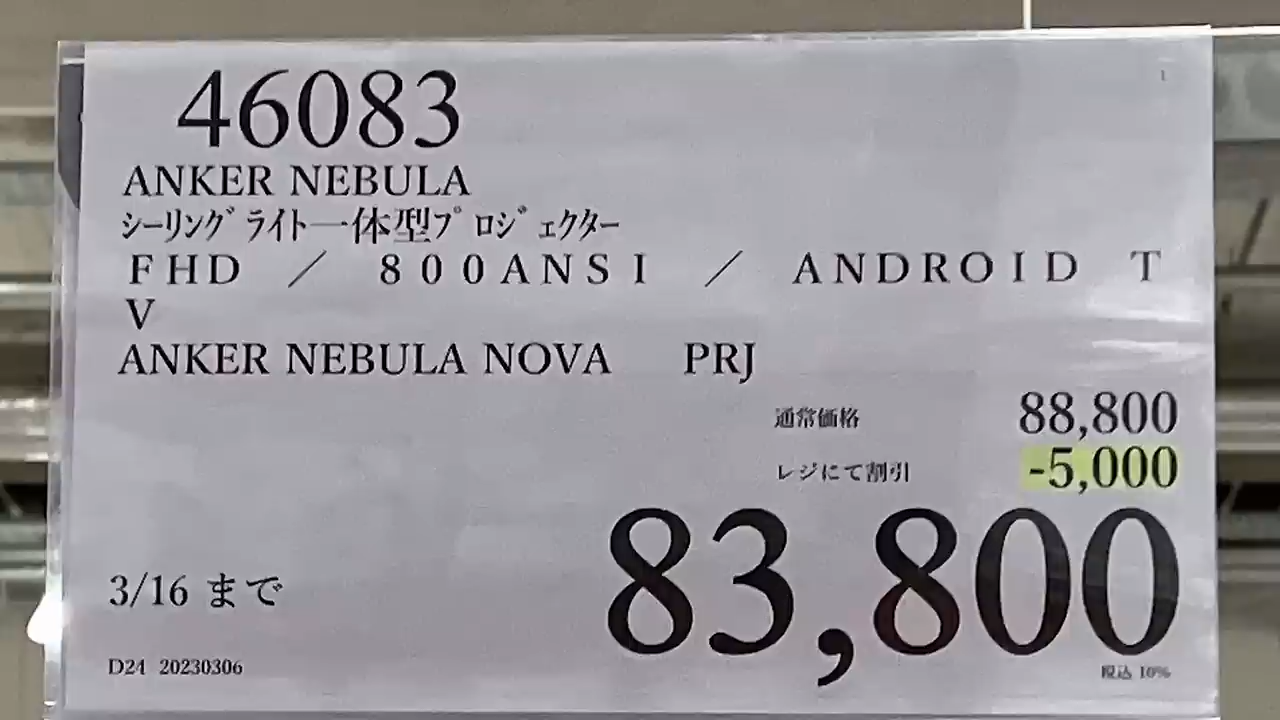 46083
1
ANKER NEBULA
ｼｰﾘﾝｸﾞﾗｲﾄ一体型ﾌﾟﾛｼﾞｪｸﾀｰ
ＦＨＤ　／　８００ＡＮＳＩ　／　ＡＮＤＲＯＩＤ　Ｔ
Ｖ
ANKER NEBULA NOVA PRJ
通常価格 88,800
レジにて割引 -5,000
83,800
3/16 まで
D24 20230306
税込 10%